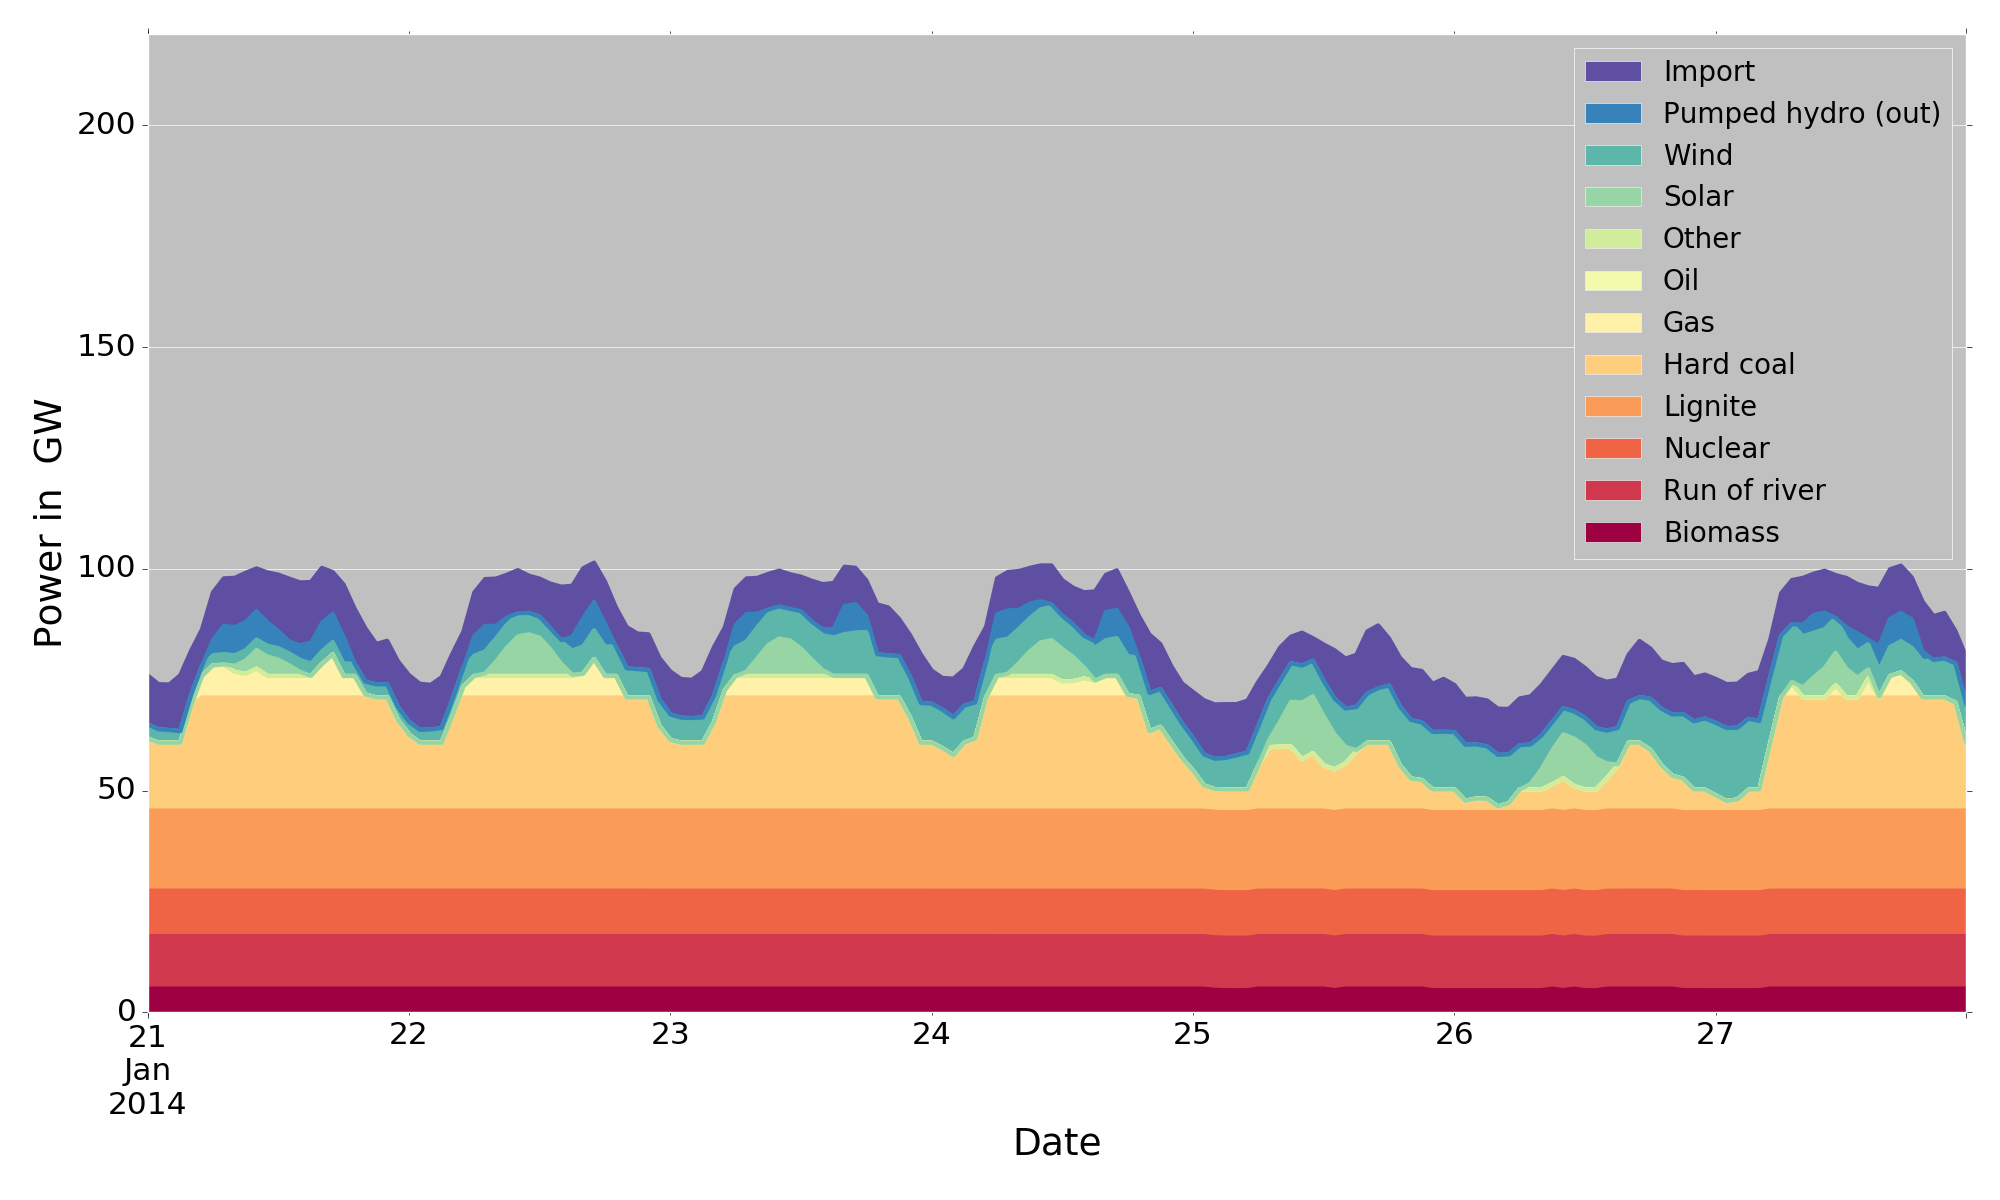 200
150
100
50
0
Power in  GW
Import
Pumped hydro (out)
Wind
Solar
Other
Oil
Gas
Hard coal
Lignite
Nuclear
Run of river
Biomass
21 22 23 24 25 26 27
Jan
2014
Date